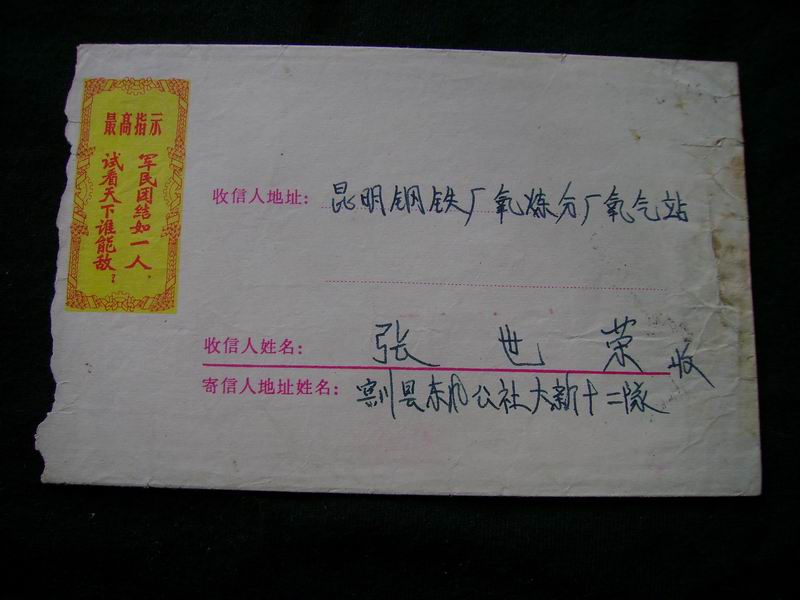 最高指示
军民团结如一人，
试看天下谁能敌？
收信人地址：昆明钢铁厂氧炼分厂氧气站
收信人姓名：张世荣 收
寄信人地址姓名：宾川县东风公社大新十二队